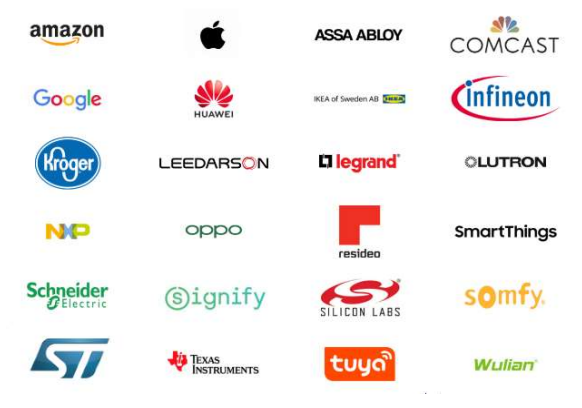 amazon
ASSA ABLOY
COMCAST
Google
HUAWEI
IKEA of Sweden AB IKEA
infineon
Kroger
LEEDARSON
legrand
LUTRON
NXP
oppo
resideo
SmartThings
Schneider
Electric
Signify
SILICON LABS
somfy.
ST
TEXAS
INSTRUMENTS
tuya
Wulian